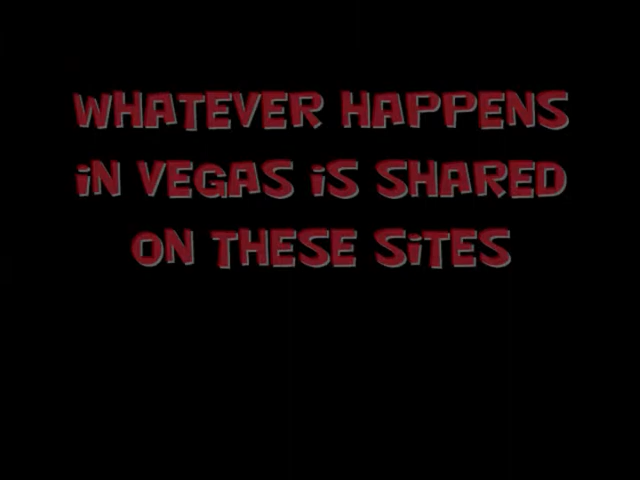 WHATEVER HAPPENS
iN VEGAS iS SHARED
ON THESE SiTES